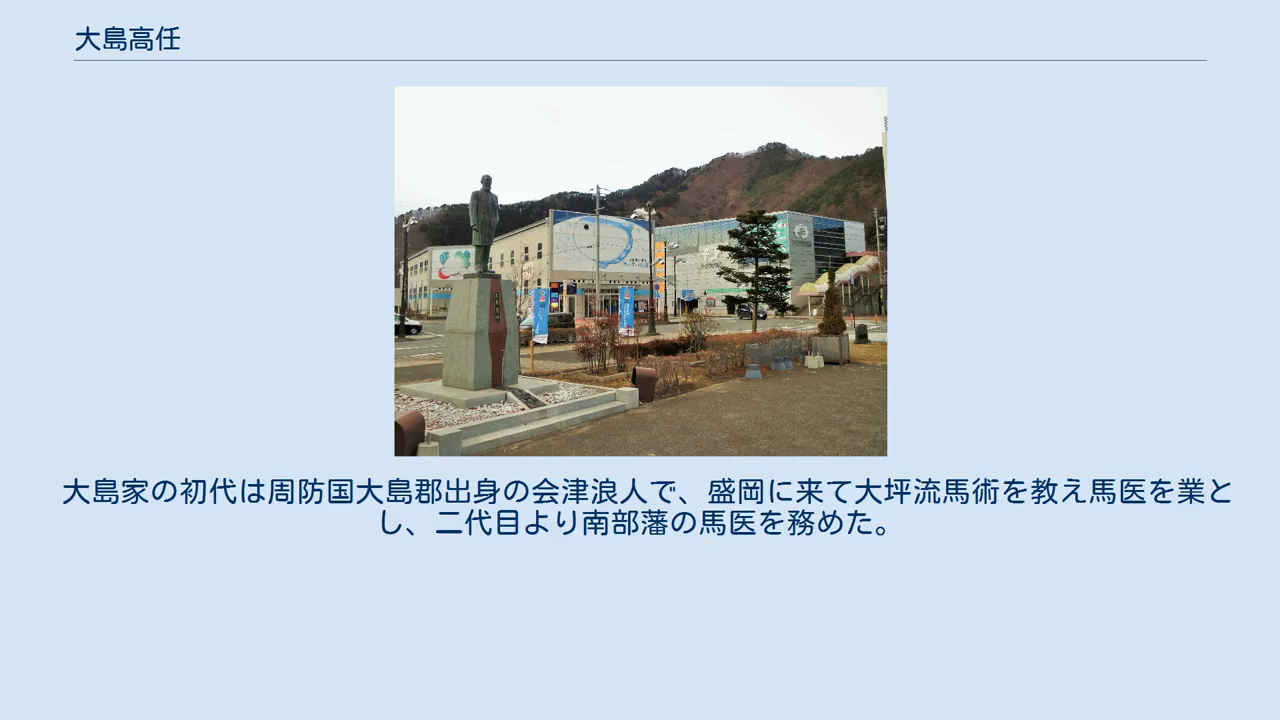 大島高任
大島家の初代は周防国大島郡出身の会津浪人で、盛岡に来て大坪流馬術を教え馬医を業と
し、二代目より南部藩の馬医を務めた。